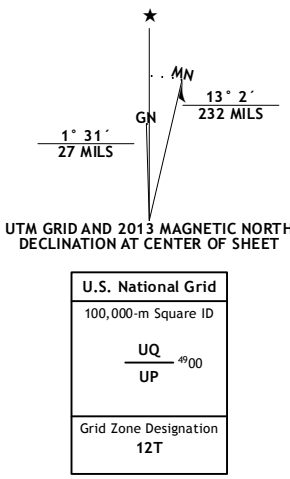 ★
MN
GN
13° 2´
232 MILS
1° 31´
27 MILS
UTM GRID AND 2013 MAGNETIC NORTH
DECLINATION AT CENTER OF SHEET
U.S. National Grid
100,000-m Square ID
UQ
4900
UP
Grid Zone Designation
12T